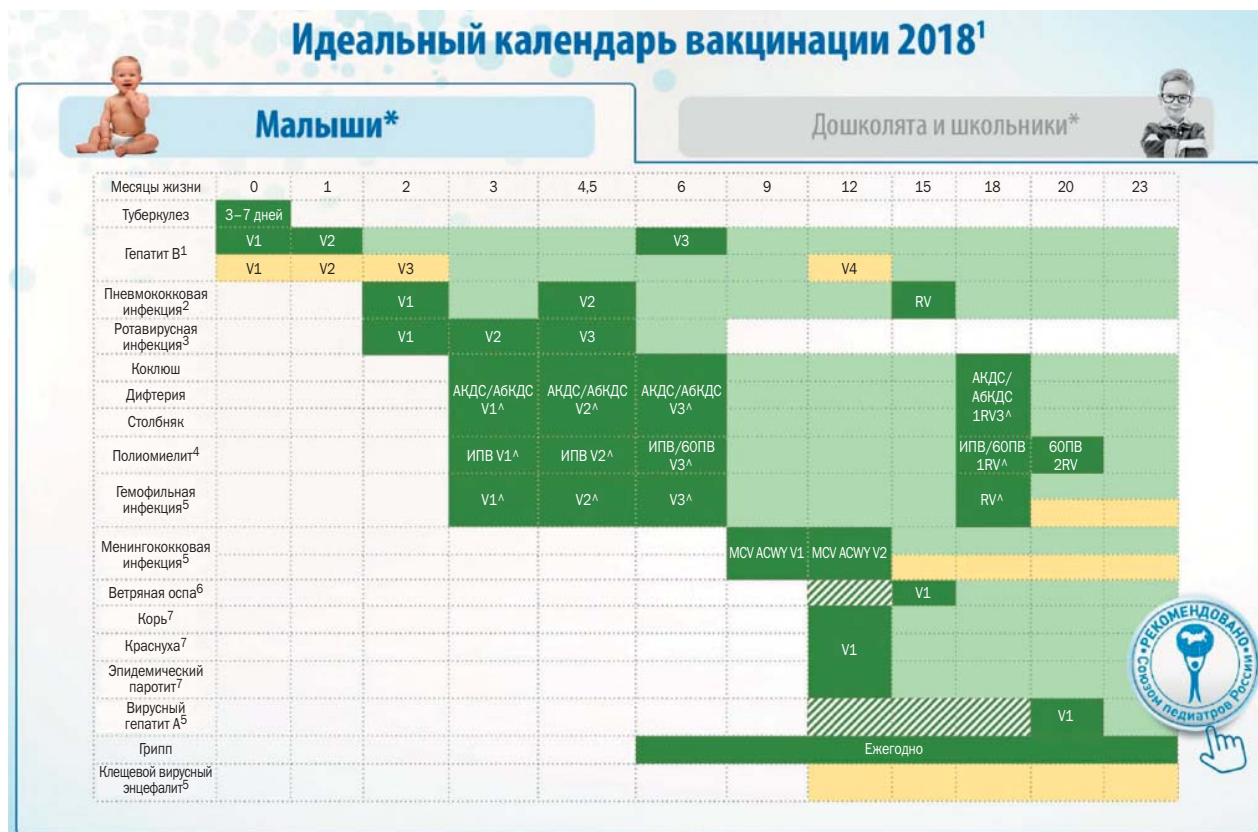 Идеальный календарь вакцинации 2018¹
Малыши*
Дошколята и школьники*
Месяцы жизни 0 1 2 3 4,5 6 9 12 15 18 20 23
Туберкулез 3–7 дней
Гепатит B¹
V1 V2 V3
V1 V2 V3 V4
Пневмококковая
инфекция²
V1 V2 RV
Ротавирусная
инфекция³
V1 V2 V3
Коклюш
Дифтерия
Столбняк
АКДС/АбКДС
V1^
АКДС/АбКДС
V2^
АКДС/АбКДС
V3^
АКДС/
АбКДС
1RV3^
Полиомиелит⁴
ИПВ V1^
ИПВ V2^
ИПВ/бОПВ
V3^
ИПВ/бОПВ
1RV^
бОПВ
2RV
Гемофильная
инфекция⁵
V1^ V2^ V3^ RV^
Менингококковая
инфекция⁵
MCV ACWY V1 MCV ACWY V2
Ветряная оспа⁶ V1
Корь⁷
Краснуха⁷
Эпидемический
паротит⁷
V1
Вирусный
гепатит А⁵
V1
Грипп Ежегодно
Клещевой вирусный
энцефалит⁵
РЕКОМЕНДОВАНО
Союзом педиатров России